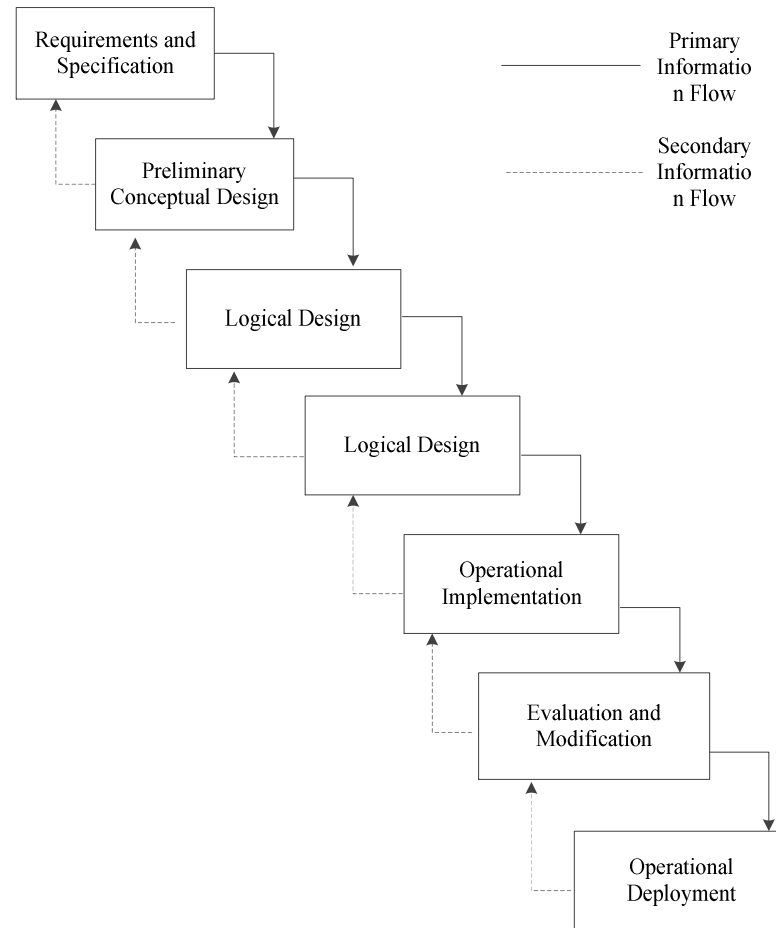 Requirements and
Specification
Primary
Informatio
n Flow
Preliminary
Conceptual Design
Secondary
Informatio
n Flow
Logical Design
Logical Design
Operational
Implementation
Evaluation and
Modification
Operational
Deployment